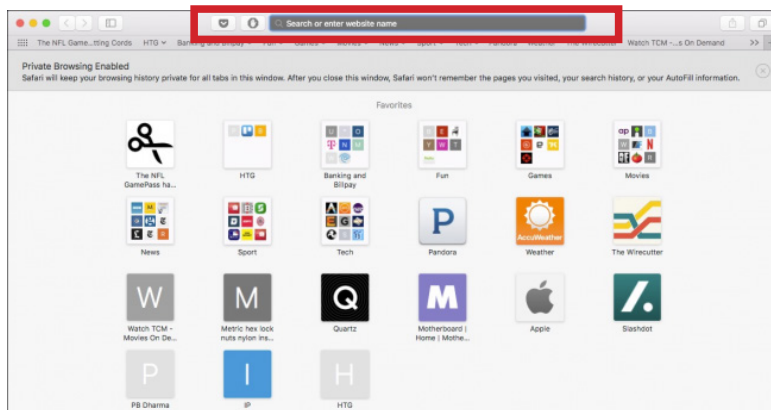 Search or enter website name
The NFL Game...tting Cords HTG Banking and Billpay Fun Games Movies News Sport Tech Pandora Weather The Wirecutter Watch TCM -...s On Demand >>
Private Browsing Enabled
Safari will keep your browsing history private for all tabs in this window. After you close this window, Safari won't remember the pages you visited, your search history, or your AutoFill information.
Favorites
The NFL GamePass ha...
HTG
Banking and Billpay
Fun
Games
Movies
News
Sport
Tech
Pandora
AccuWeather
Weather
The Wirecutter
W
M
Q
M
Watch TCM - Movies On De...
Metric hex lock nuts nylon ins...
Quartz
Motherboard | Home | Mothe...
Apple
Slashdot
P
I
H
PB Dharma
IP
HTG